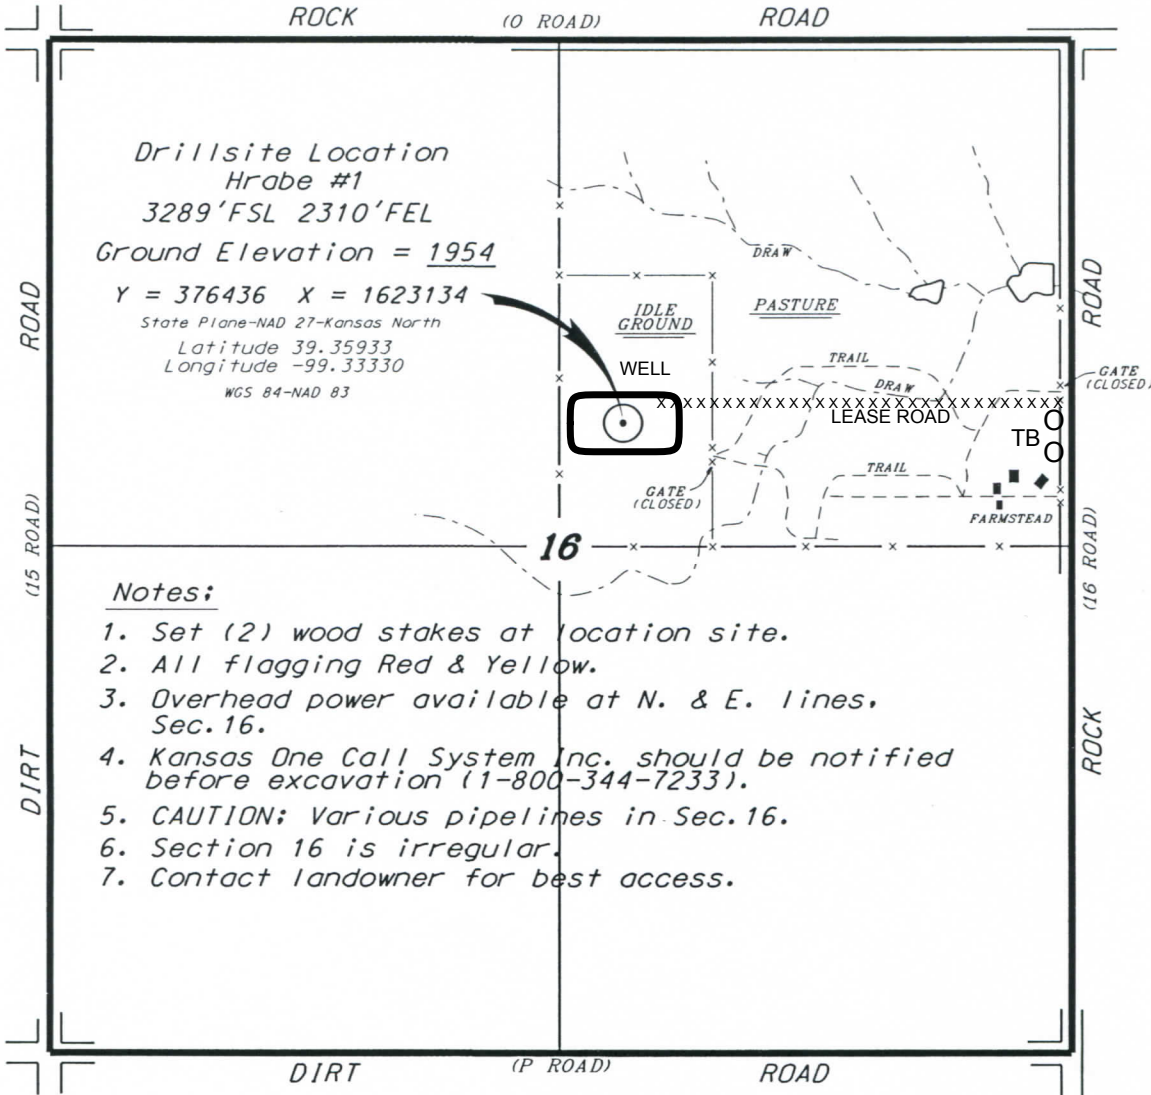 ROCK (O ROAD) ROAD
Drillsite Location
Hrabe #1
3289'FSL 2310'FEL
Ground Elevation = 1954
Y = 376436 X = 1623134
State Plane-NAD 27-Kansas North
Latitude 39.35933
Longitude -99.33330
WGS 84-NAD 83
DRAW
IDLE
GROUND
PASTURE
WELL
TRAIL
DRAW
GATE
(CLOSED)
LEASE ROAD
TB
TRAIL
GATE
(CLOSED)
FARMSTEAD
16
ROAD
(15 ROAD)
DIRT
ROAD
(16 ROAD)
ROCK
Notes:
1. Set (2) wood stakes at location site.
2. All flagging Red & Yellow.
3. Overhead power available at N. & E. lines,
Sec. 16.
4. Kansas One Call System Inc. should be notified
before excavation (1-800-344-7233).
5. CAUTION: Various pipelines in Sec. 16.
6. Section 16 is irregular.
7. Contact landowner for best access.
DIRT (P ROAD) ROAD